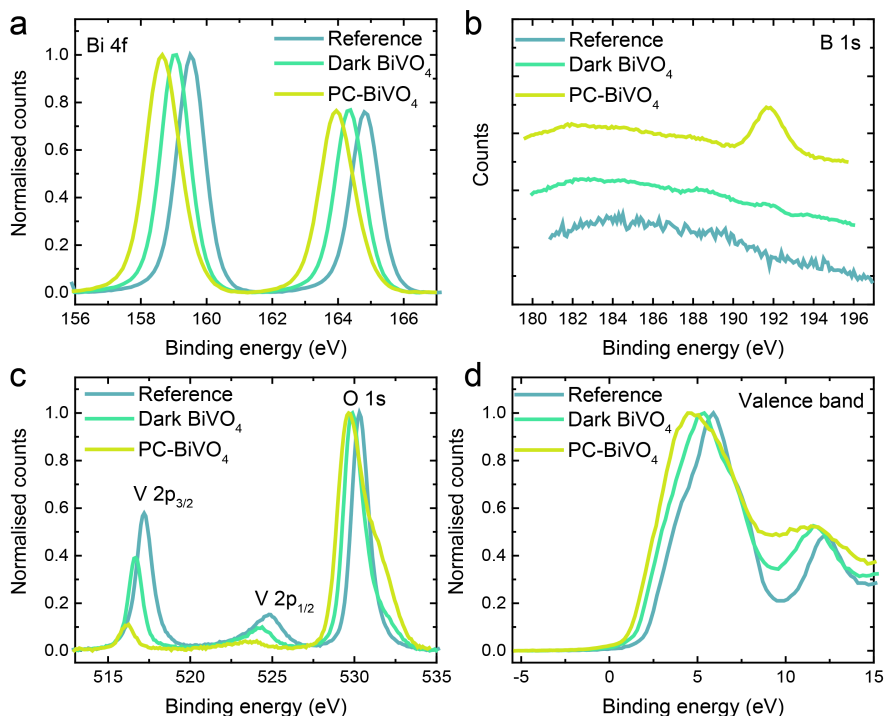 a
Bi 4f
Reference
Dark BiVO₄
PC-BiVO₄
Normalised counts
1.0
0.8
0.6
0.4
0.2
0.0
156 158 160 162 164 166
Binding energy (eV)
b
B 1s
Reference
Dark BiVO₄
PC-BiVO₄
Counts
180 182 184 186 188 190 192 194 196
Binding energy (eV)
c
Reference
Dark BiVO₄
PC-BiVO₄
O 1s
V 2p₃/₂
V 2p₁/₂
Normalised counts
1.0
0.8
0.6
0.4
0.2
0.0
515 520 525 530 535
Binding energy (eV)
d
Reference
Dark BiVO₄
PC-BiVO₄
Valence band
Normalised counts
1.0
0.8
0.6
0.4
0.2
0.0
-5 0 5 10 15
Binding energy (eV)